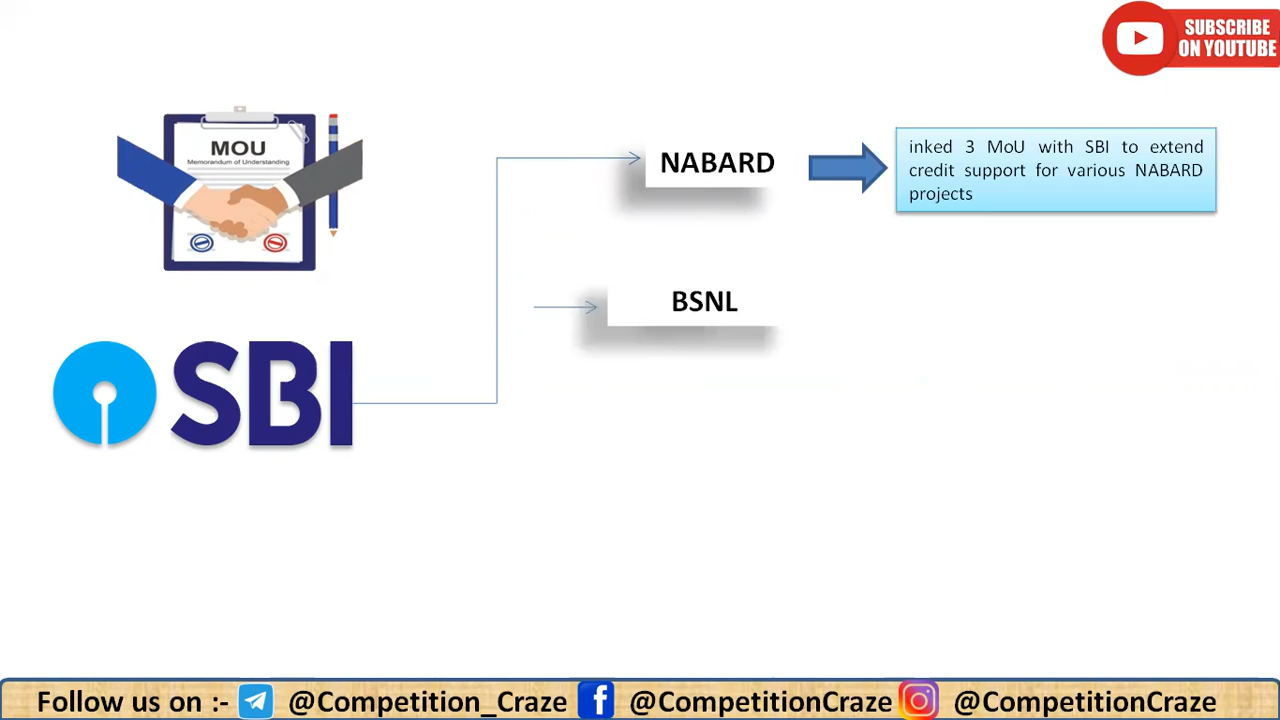 SUBSCRIBE
ON YOUTUBE
MOU
Memorandum of Understanding
NABARD
inked 3 MoU with SBI to extend
credit support for various NABARD
projects
BSNL
SBI
Follow us on :- @Competition_Craze @CompetitionCraze @CompetitionCraze